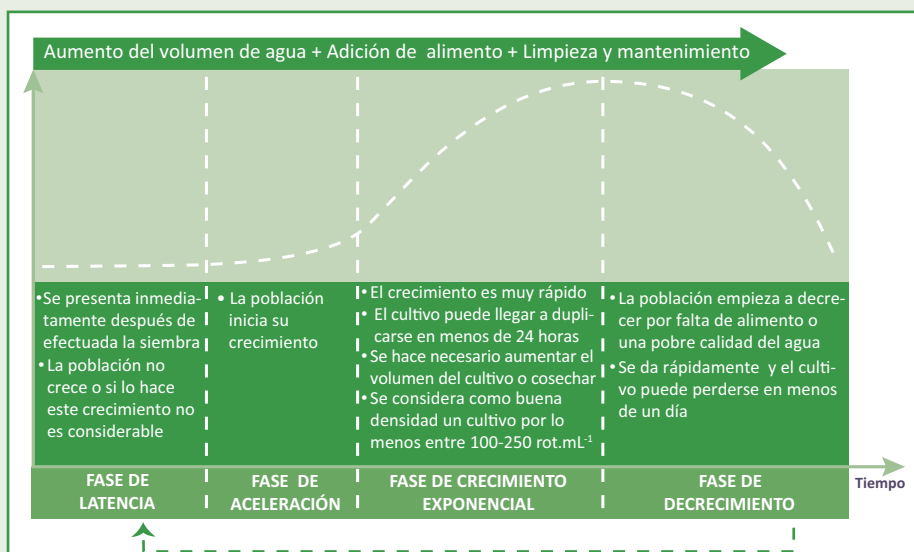 Aumento del volumen de agua + Adición de alimento + Limpieza y mantenimiento
•Se presenta inmedia-
tamente después de
efectuada la siembra
• La población no
crece o si lo hace
este crecimiento no
es considerable
• La población
inicia su
crecimiento
• El crecimiento es muy rápido
• El cultivo puede llegar a dupli-
carse en menos de 24 horas
• Se hace necesario aumentar el
volumen del cultivo o cosechar
• Se considera como buena
densidad un cultivo por lo
menos entre 100-250 rot.mL⁻¹
• La población empieza a decre-
cer por falta de alimento o
una pobre calidad del agua
• Se da rápidamente y el culti-
vo puede perderse en menos
de un día
FASE DE
LATENCIA
FASE DE
ACELERACIÓN
FASE DE CRECIMIENTO
EXPONENCIAL
FASE DE
DECRECIMIENTO
Tiempo